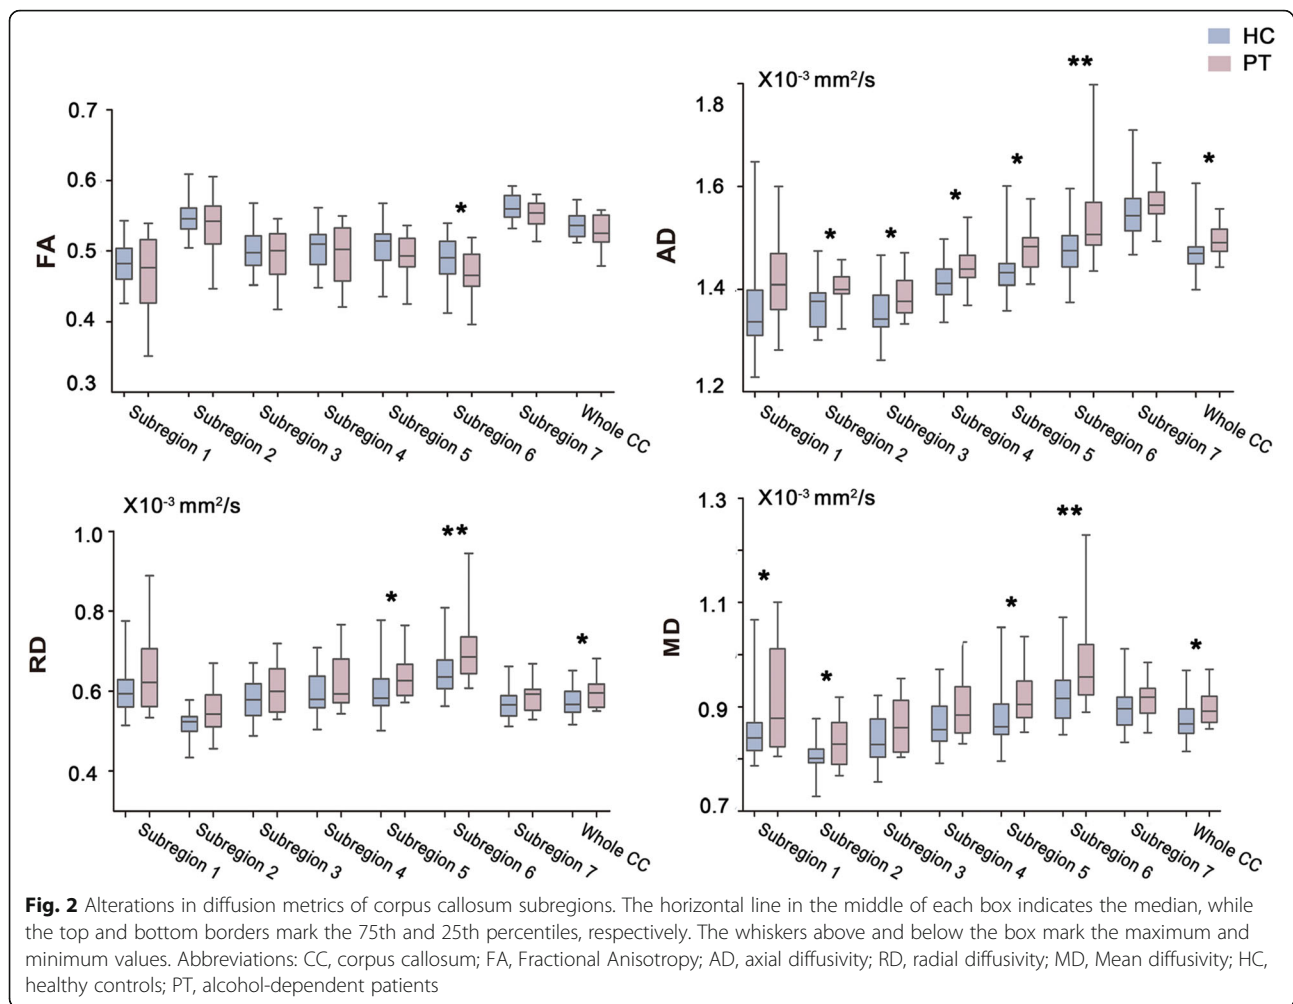 HC
PT
X10-3 mm2/s
**
0.7
0.6
0.5
0.4
0.3
FA
*
Subregion 1
Subregion 2
Subregion 3
Subregion 4
Subregion 5
Subregion 6
Subregion 7
Whole CC
1.8
1.6
1.4
1.2
AD
*
*
*
*
*
Subregion 1
Subregion 2
Subregion 3
Subregion 4
Subregion 5
Subregion 6
Subregion 7
Whole CC
X10-3 mm2/s
1.0
0.8
0.6
0.4
RD
*
**
*
Subregion 1
Subregion 2
Subregion 3
Subregion 4
Subregion 5
Subregion 6
Subregion 7
Whole CC
X10-3 mm2/s
1.3
1.1
0.9
0.7
MD
*
*
*
**
*
Subregion 1
Subregion 2
Subregion 3
Subregion 4
Subregion 5
Subregion 6
Subregion 7
Whole CC
Fig. 2 Alterations in diffusion metrics of corpus callosum subregions. The horizontal line in the middle of each box indicates the median, while
the top and bottom borders mark the 75th and 25th percentiles, respectively. The whiskers above and below the box mark the maximum and
minimum values. Abbreviations: CC, corpus callosum; FA, Fractional Anisotropy; AD, axial diffusivity; RD, radial diffusivity; MD, Mean diffusivity; HC,
healthy controls; PT, alcohol-dependent patients